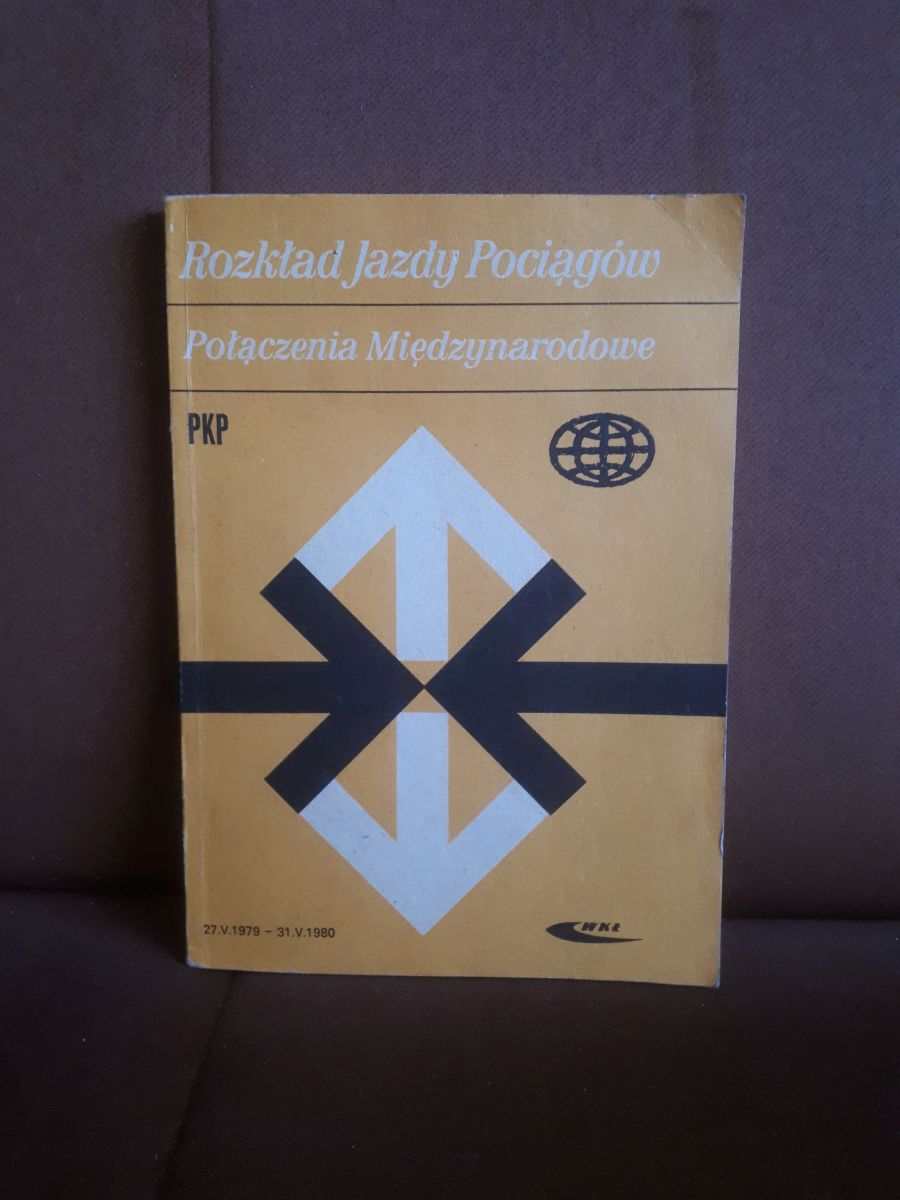 Rozkład Jazdy Pociągów
Połączenia Międzynarodowe
PKP
27.V.1979 – 31.V.1980
WKŁ